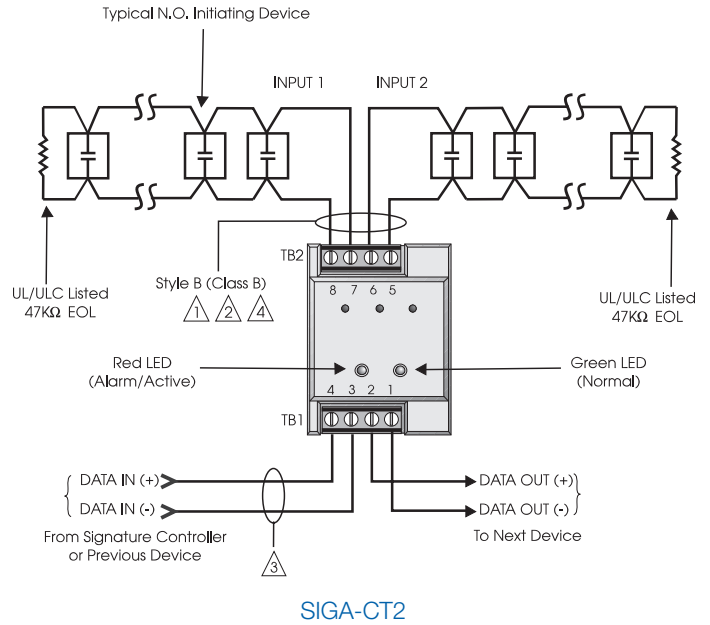 Typical N.O. Initiating Device
INPUT 1
INPUT 2
TB2
8 7 6 5
Style B (Class B)
1 2 4
UL/ULC Listed
47KΩ EOL
UL/ULC Listed
47KΩ EOL
Red LED
(Alarm/Active)
Green LED
(Normal)
4 3 2 1
TB1
DATA IN (+)
DATA IN (-)
From Signature Controller
or Previous Device
3
DATA OUT (+)
DATA OUT (-)
To Next Device
SIGA-CT2